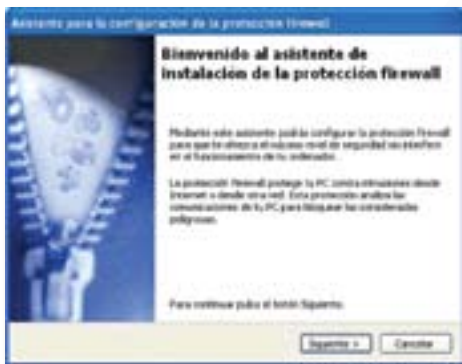 Asistente para la configuración de la protección firewall
Bienvenido al asistente de
instalación de la protección firewall
Mediante este asistente podrás configurar la protección firewall
para que te ofrezca el máximo nivel de seguridad sin interferir
en el funcionamiento de tu ordenador.
La protección firewall protege tu PC contra intrusiones desde
Internet o desde otra red. Esta protección analiza las
comunicaciones de tu PC para bloquear las consideradas
peligrosas.
Para continuar pulsa el botón Siguiente.
Siguiente >
Cancelar